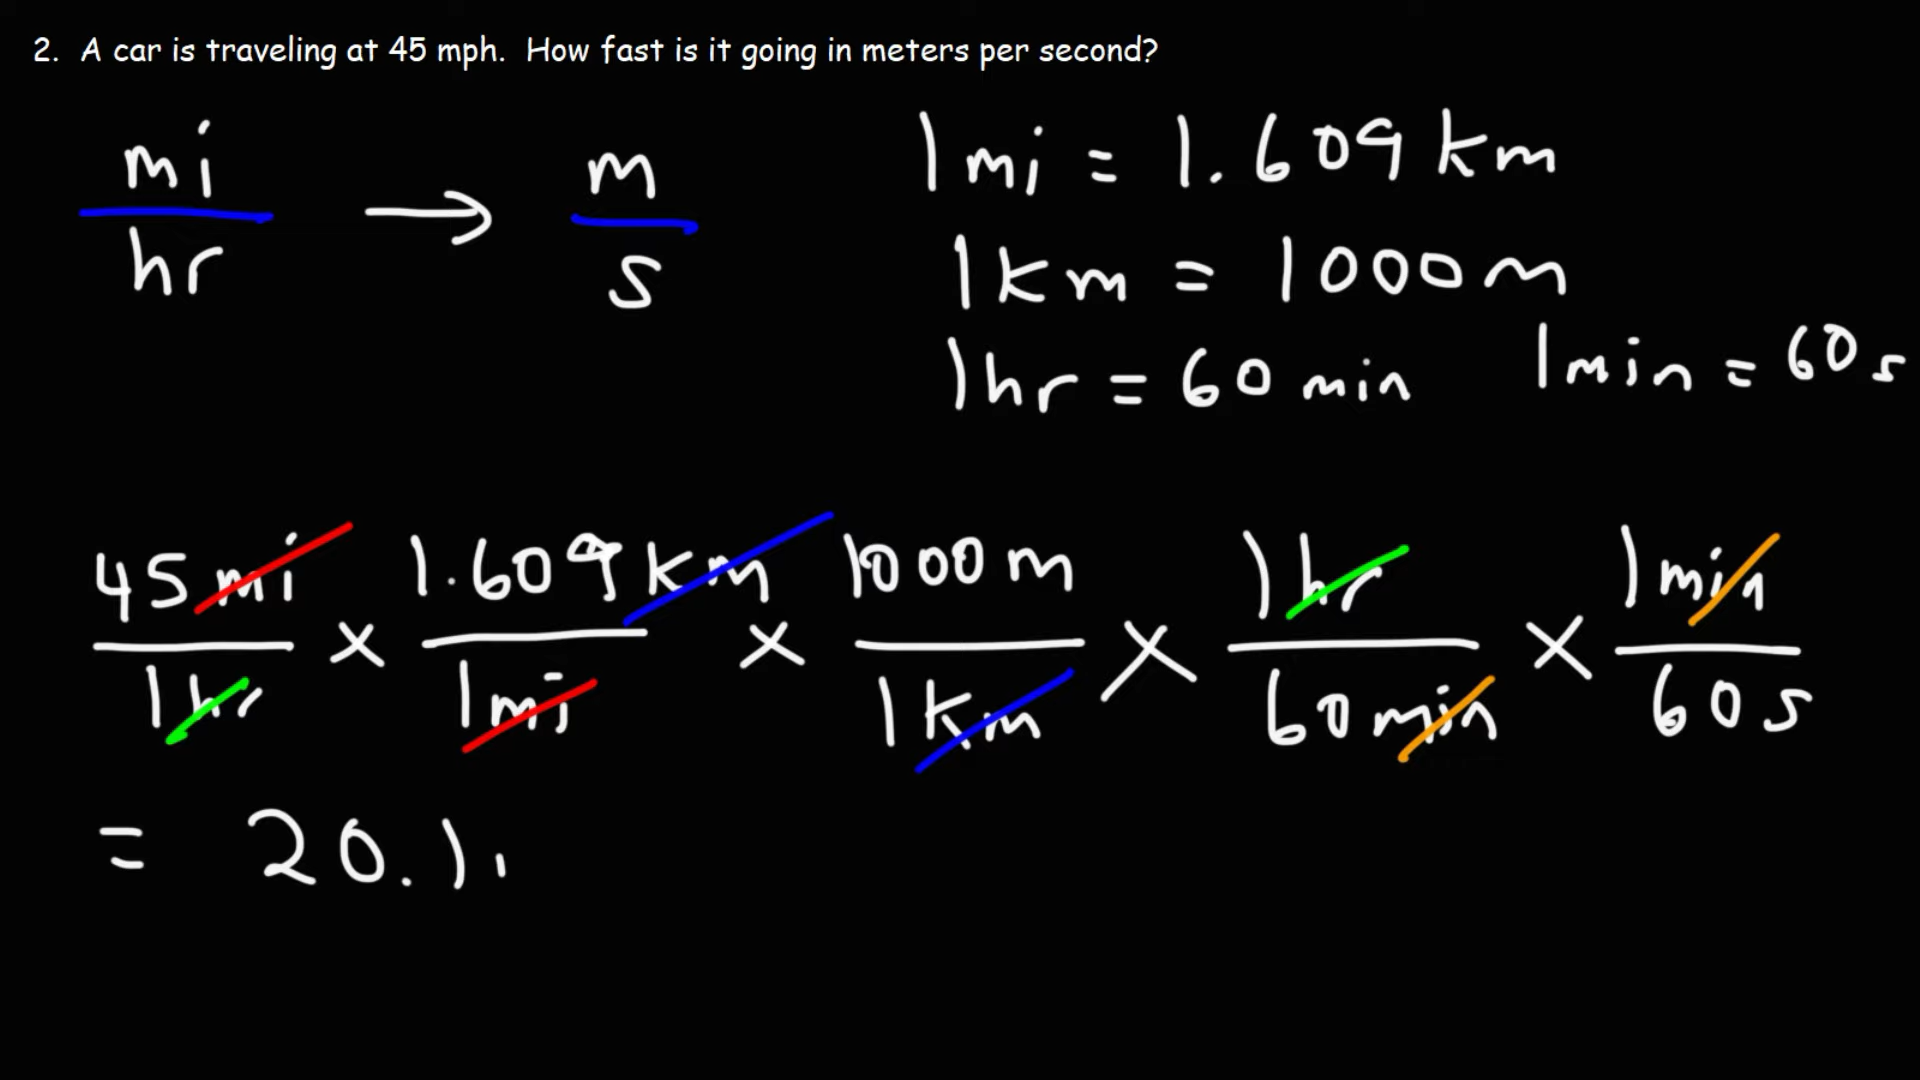 2. A car is traveling at 45 mph. How fast is it going in meters per second?
mi/hr → m/s
1 mi = 1.609 km
1 km = 1000 m
1 hr = 60 min 1 min = 60 s
45 mi/1 hr × 1.609 km/1 mi × 1000 m/1 km × 1 hr/60 min × 1 min/60 s
= 20.1